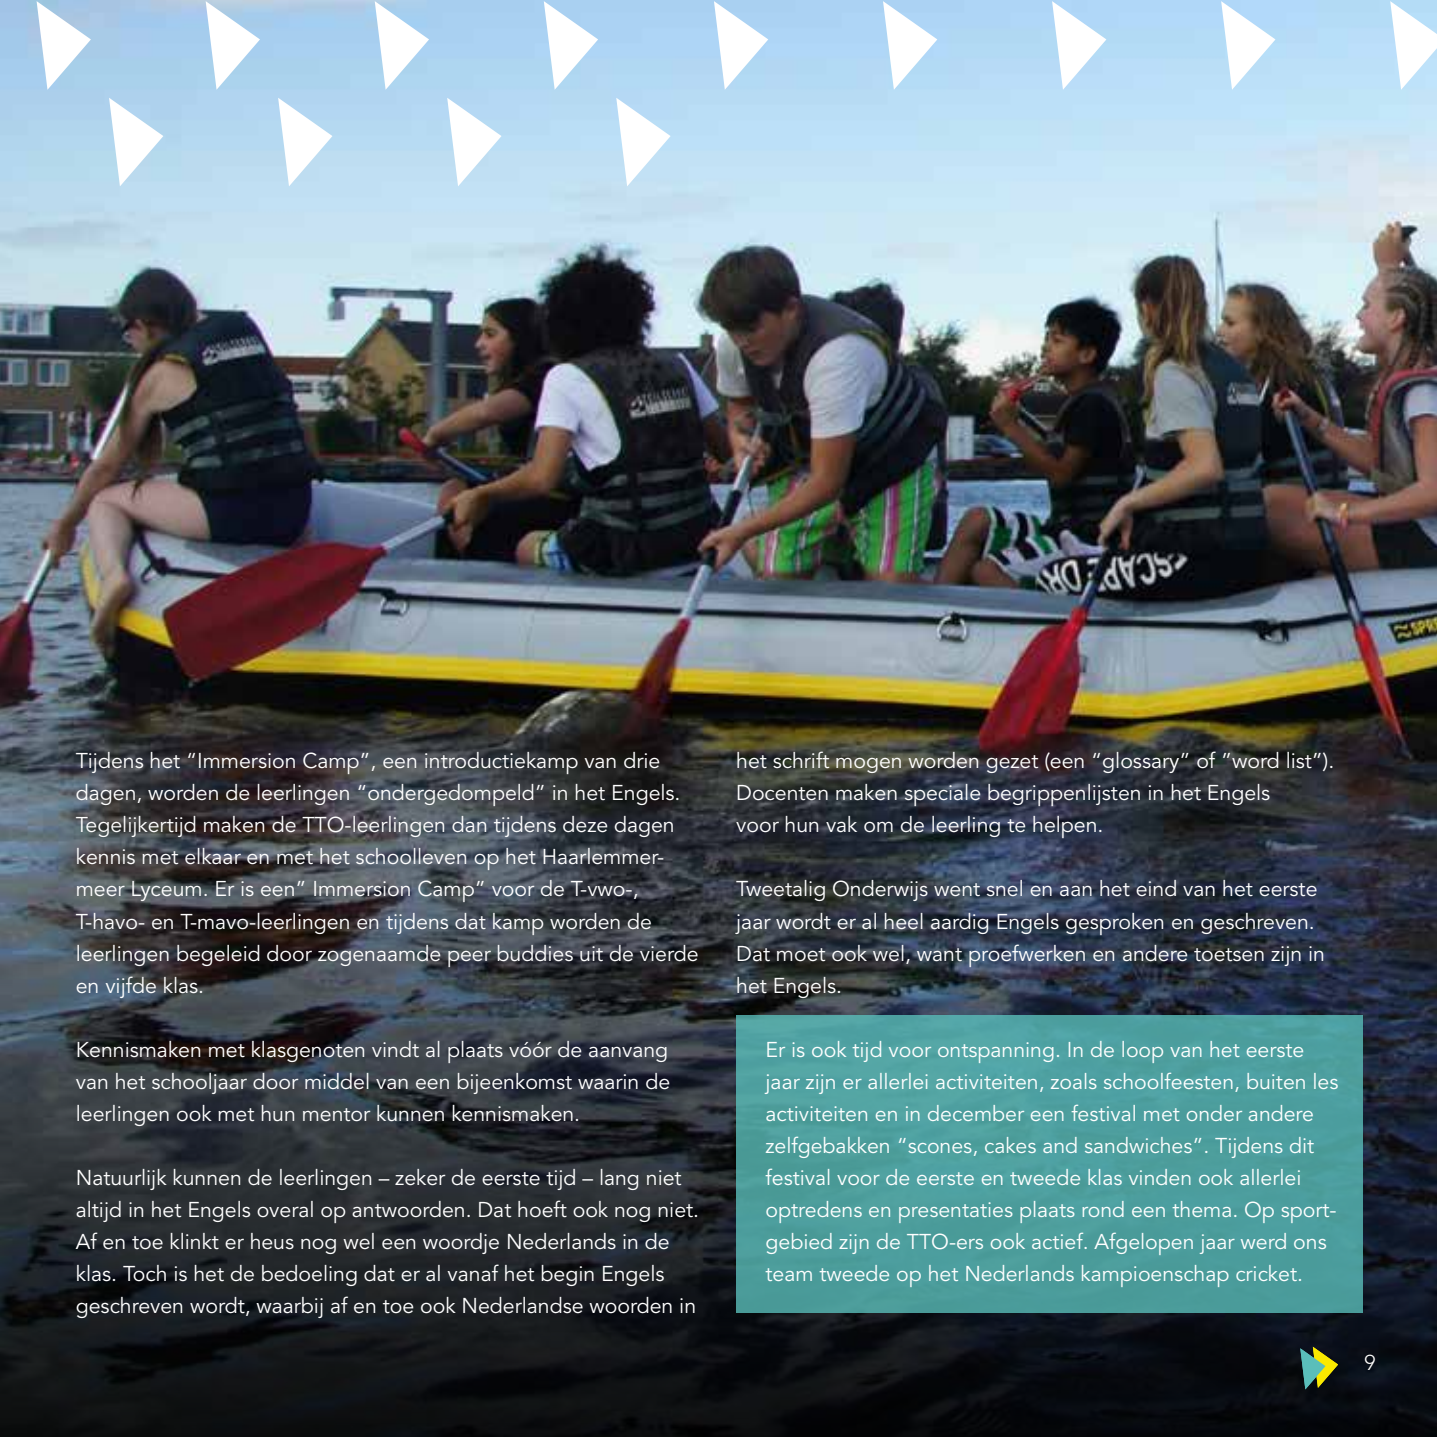 ESCAPE DRY
Tijdens het “Immersion Camp”, een introductiekamp van drie
dagen, worden de leerlingen “ondergedompeld” in het Engels.
Tegelijkertijd maken de TTO-leerlingen dan tijdens deze dagen
kennis met elkaar en met het schoolleven op het Haarlemmer-
meer Lyceum. Er is een” Immersion Camp” voor de T-vwo-,
T-havo- en T-mavo-leerlingen en tijdens dat kamp worden de
leerlingen begeleid door zogenaamde peer buddies uit de vierde
en vijfde klas.
Kennismaken met klasgenoten vindt al plaats vóór de aanvang
van het schooljaar door middel van een bijeenkomst waarin de
leerlingen ook met hun mentor kunnen kennismaken.
Natuurlijk kunnen de leerlingen – zeker de eerste tijd – lang niet
altijd in het Engels overal op antwoorden. Dat hoeft ook nog niet.
Af en toe klinkt er heus nog wel een woordje Nederlands in de
klas. Toch is het de bedoeling dat er al vanaf het begin Engels
geschreven wordt, waarbij af en toe ook Nederlandse woorden in
het schrift mogen worden gezet (een “glossary” of ”word list”).
Docenten maken speciale begrippenlijsten in het Engels
voor hun vak om de leerling te helpen.
Tweetalig Onderwijs went snel en aan het eind van het eerste
jaar wordt er al heel aardig Engels gesproken en geschreven.
Dat moet ook wel, want proefwerken en andere toetsen zijn in
het Engels.
Er is ook tijd voor ontspanning. In de loop van het eerste
jaar zijn er allerlei activiteiten, zoals schoolfeesten, buiten les
activiteiten en in december een festival met onder andere
zelfgebakken “scones, cakes and sandwiches”. Tijdens dit
festival voor de eerste en tweede klas vinden ook allerlei
optredens en presentaties plaats rond een thema. Op sport-
gebied zijn de TTO-ers ook actief. Afgelopen jaar werd ons
team tweede op het Nederlands kampioenschap cricket.
9